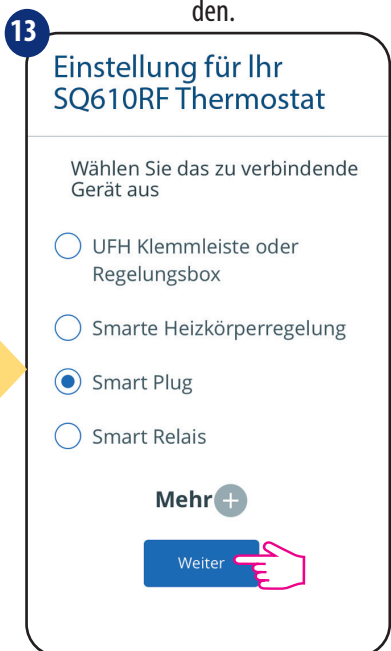 den.
13
Einstellung für Ihr
SQ610RF Thermostat
Wählen Sie das zu verbindende
Gerät aus
UFH Klemmleiste oder
Regelungsbox
Smarte Heizkörperregelung
Smart Plug
Smart Relais
Mehr +
Weiter